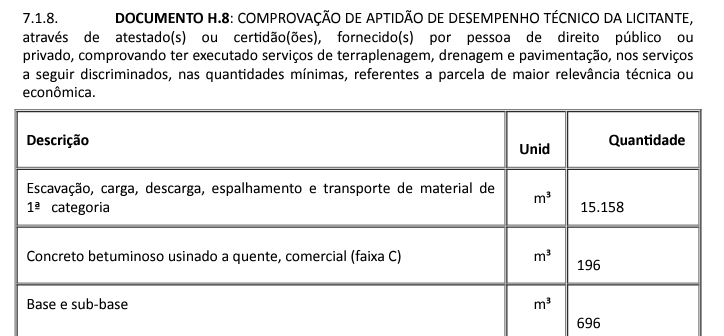 7.1.8. DOCUMENTO H.8: COMPROVAÇÃO DE APTIDÃO DE DESEMPENHO TÉCNICO DA LICITANTE,
através de atestado(s) ou certidão(ões), fornecido(s) por pessoa de direito público ou
privado, comprovando ter executado serviços de terraplenagem, drenagem e pavimentação, nos serviços
a seguir discriminados, nas quantidades mínimas, referentes a parcela de maior relevância técnica ou
econômica.
Descrição Unid Quantidade
Escavação, carga, descarga, espalhamento e transporte de material de
1ª categoria m³ 15.158
Concreto betuminoso usinado a quente, comercial (faixa C) m³ 196
Base e sub-base m³ 696